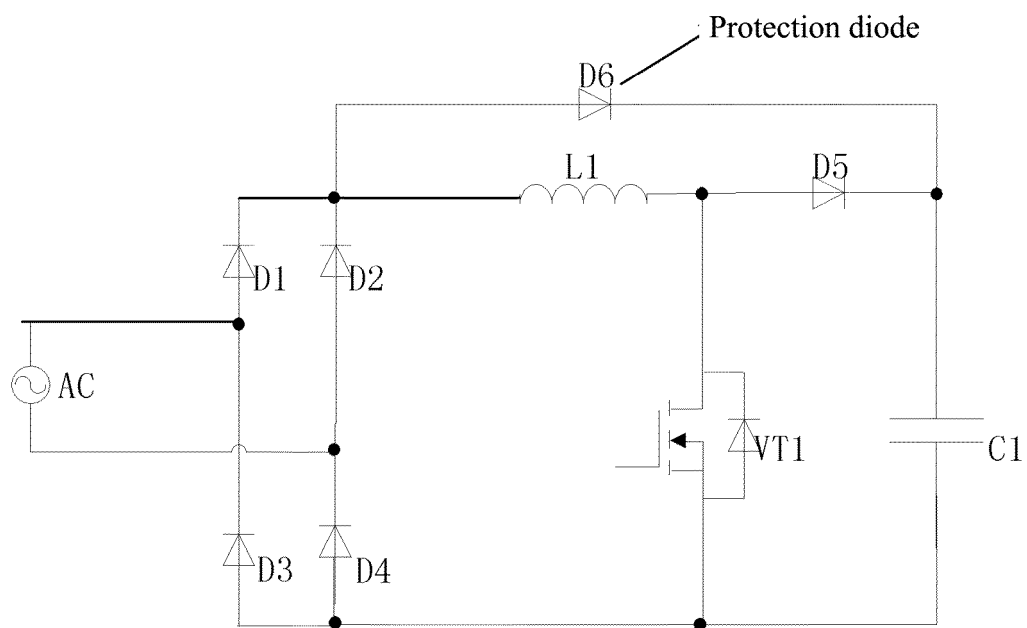 Protection diode
D6
L1
D5
D1
D2
AC
VT1
C1
D3
D4